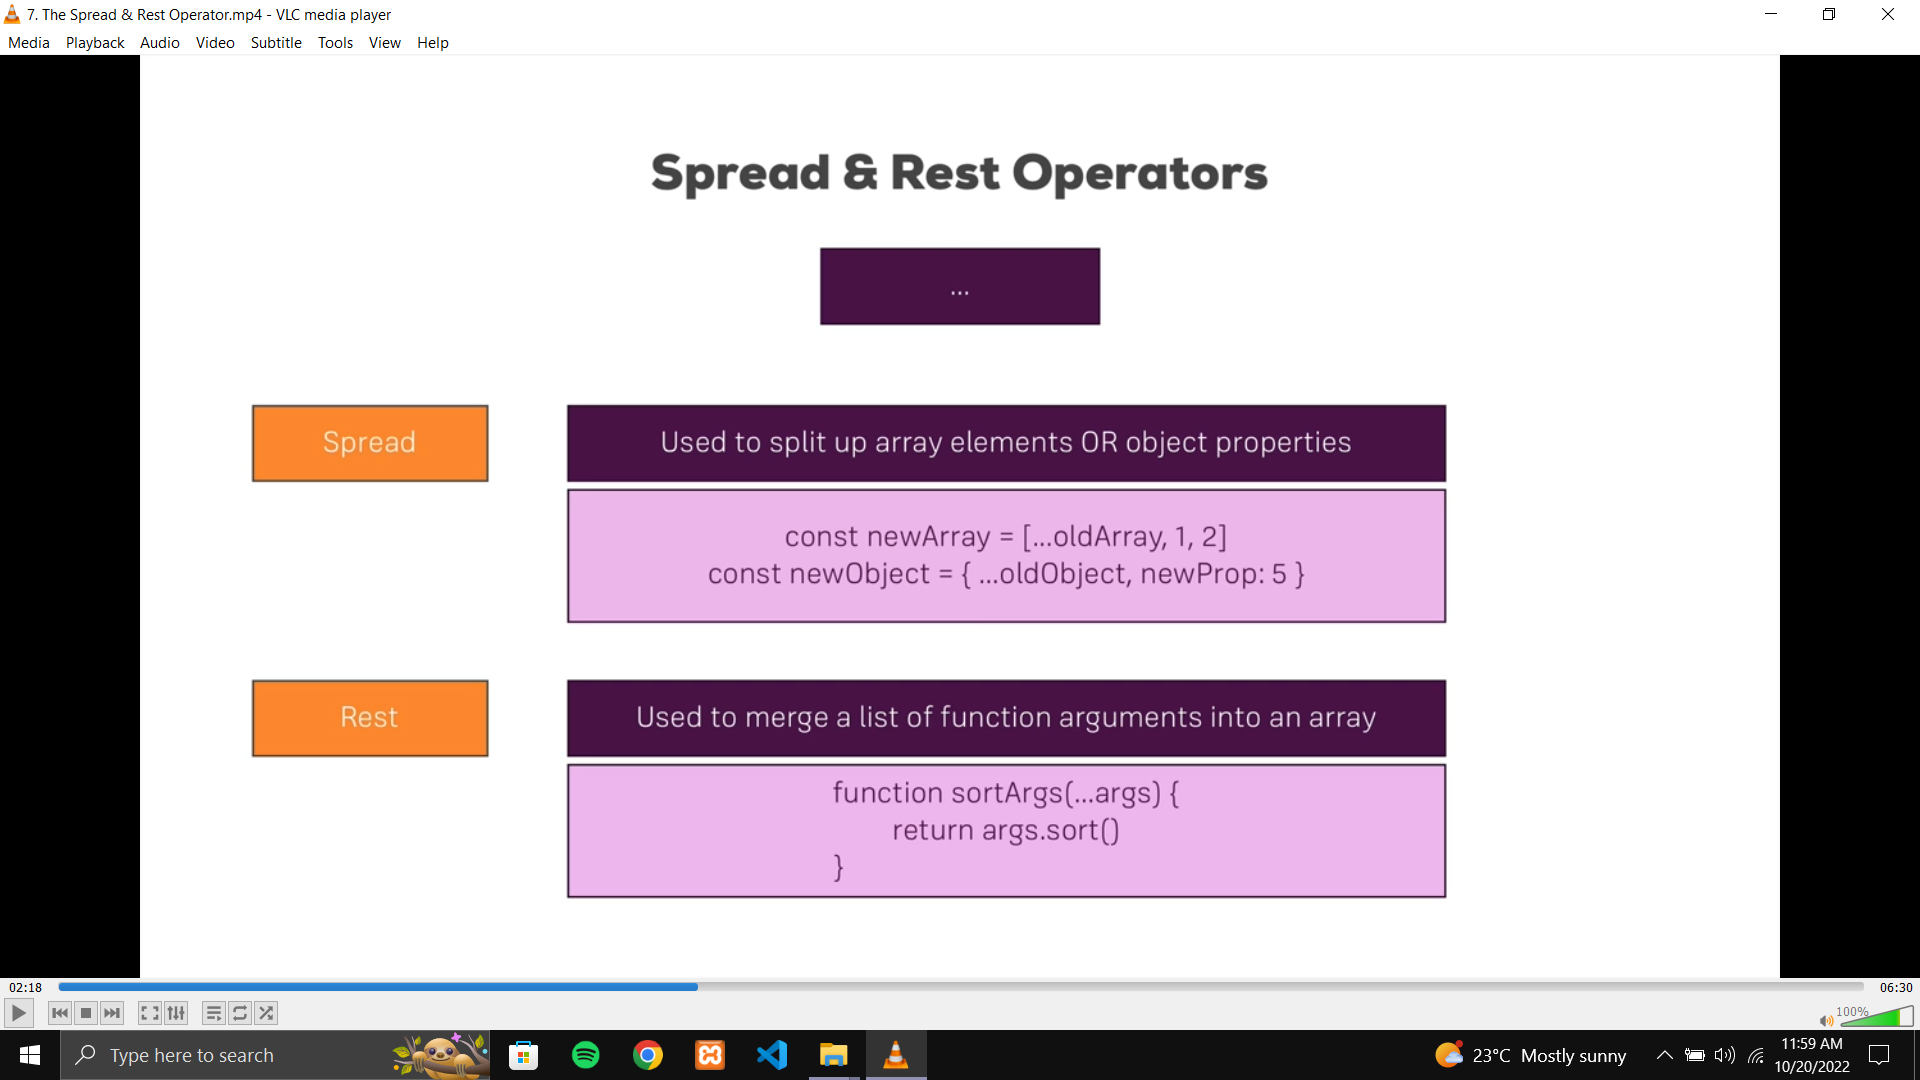 7. The Spread & Rest Operator.mp4 - VLC media player
Media Playback Audio Video Subtitle Tools View Help
Spread & Rest Operators
...
Spread
Used to split up array elements OR object properties
const newArray = [...oldArray, 1, 2]
const newObject = { ...oldObject, newProp: 5 }
Rest
Used to merge a list of function arguments into an array
function sortArgs(...args) {
return args.sort()
}
02:18
06:30
100%
Type here to search
23°C Mostly sunny
11:59 AM
10/20/2022